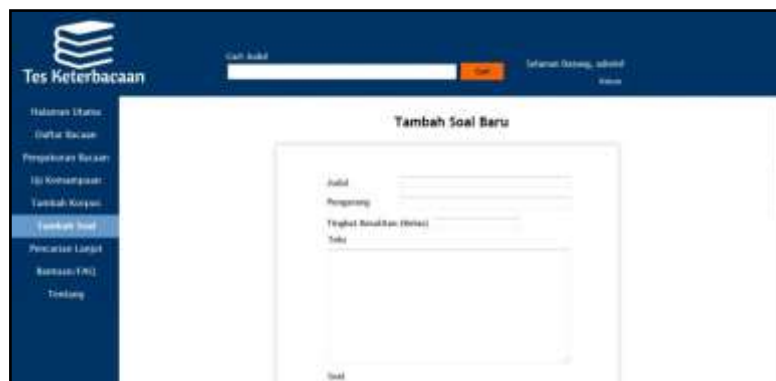 Tes Keterbacaan
Cari Judul
Cari
Selamat Datang, admin!
Halaman Utama
Daftar Bacaan
Pengukuran Bacaan
Uji Kemampuan
Tambah Korpus
Tambah Soal
Pencarian Lanjut
Bantuan/FAQ
Tentang
Tambah Soal Baru
Judul
Pengarang
Tingkat Kesulitan (Kelas)
Teks
Soal